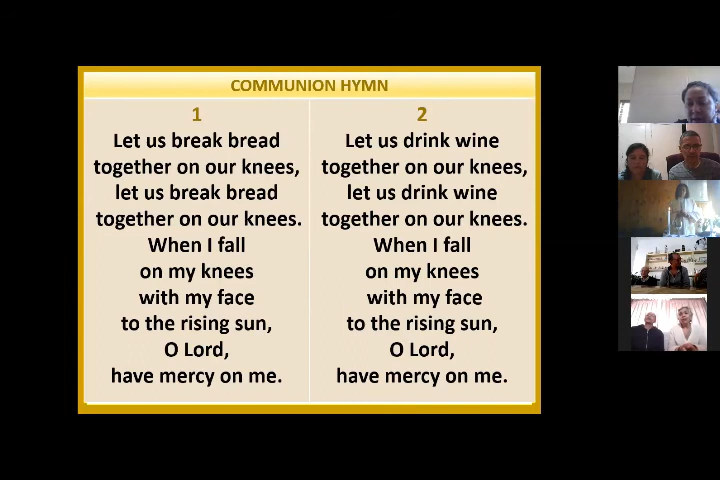 COMMUNION HYMN
1
Let us break bread
together on our knees,
let us break bread
together on our knees.
When I fall
on my knees
with my face
to the rising sun,
O Lord,
have mercy on me.
2
Let us drink wine
together on our knees,
let us drink wine
together on our knees.
When I fall
on my knees
with my face
to the rising sun,
O Lord,
have mercy on me.